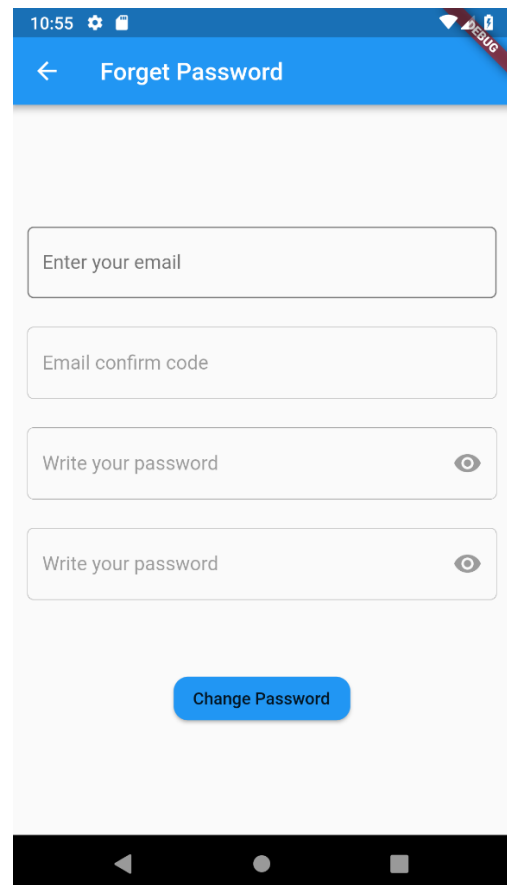 10:55
DEBUG
Forget Password
Enter your email
Email confirm code
Write your password
Write your password
Change Password